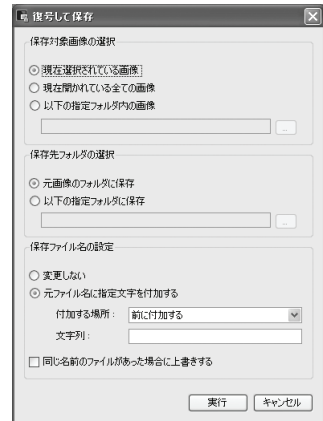 復号して保存
保存対象画像の選択
現在選択されている画像
現在開かれている全ての画像
以下の指定フォルダ内の画像
...
保存先フォルダの選択
元画像のフォルダに保存
以下の指定フォルダに保存
...
保存ファイル名の設定
変更しない
元ファイル名に指定文字を付加する
付加する場所： 前に付加する
文字列：
同じ名前のファイルがあった場合に上書きする
実行 キャンセル